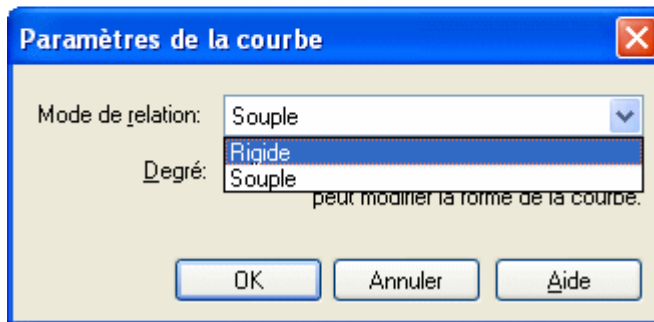 Paramètres de la courbe
Mode de relation: Souple
Rigide
Degré: Souple
peut modifier la forme de la courbe.
OK Annuler Aide